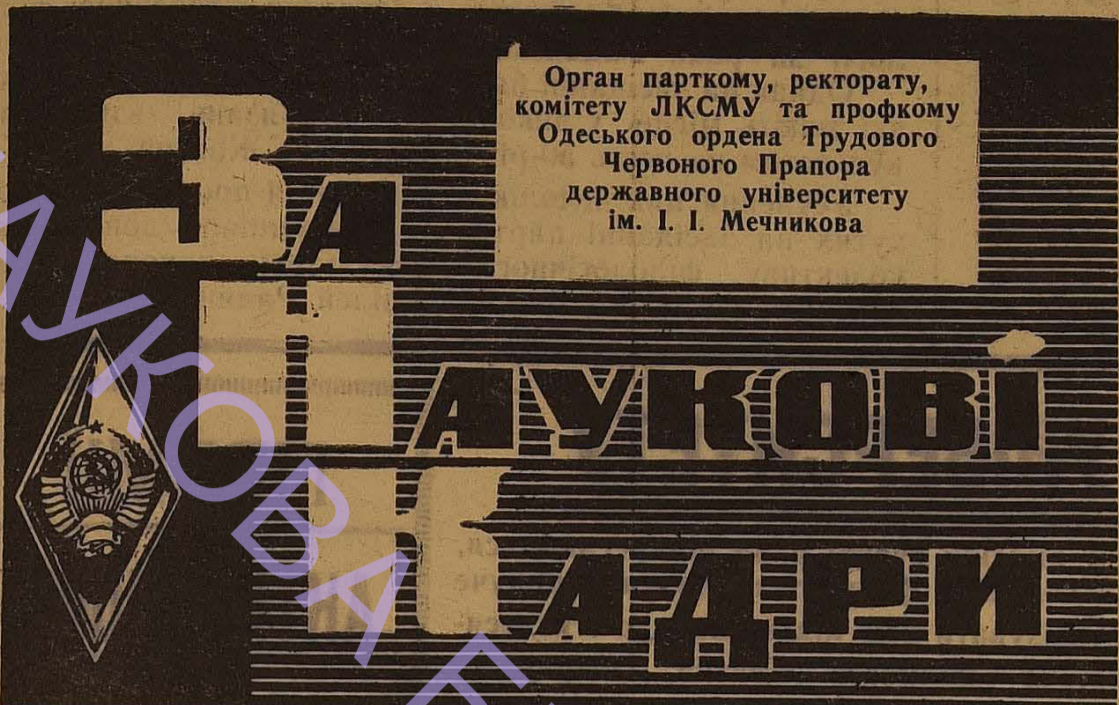 Орган парткому, ректорату,
комітету ЛКСМУ та профкому
Одеського ордена Трудового
Червоного Прапора
державного університету
ім. І. І. Мечникова
За
Наукові
Кадри
АУКОВА